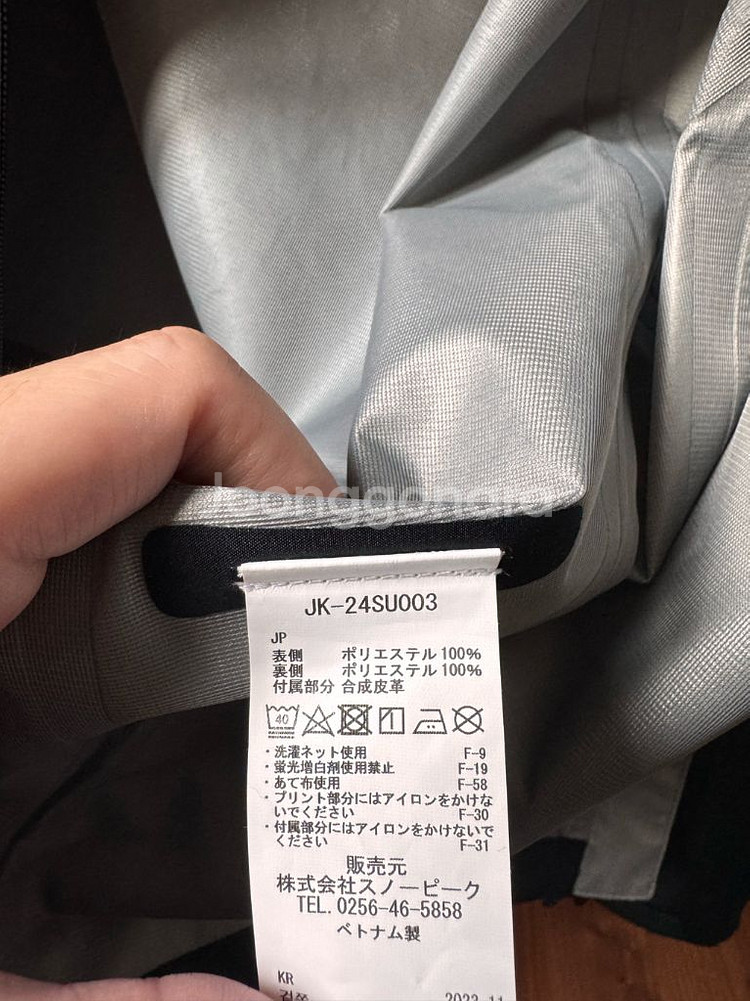 joonggonara
JK-24SU003
JP
表側 ポリエステル100%
裏側 ポリエステル100%
付属部分 合成皮革
40
・洗濯ネット使用 F-9
・蛍光増白剤使用禁止 F-19
・あて布使用 F-58
・プリント部分にはアイロンをかけな
いでください F-30
・付属部分にはアイロンをかけないで
ください F-31
販売元
株式会社スノーピーク
TEL.0256-46-5858
ベトナム製
KR
겉쪽 2023.11